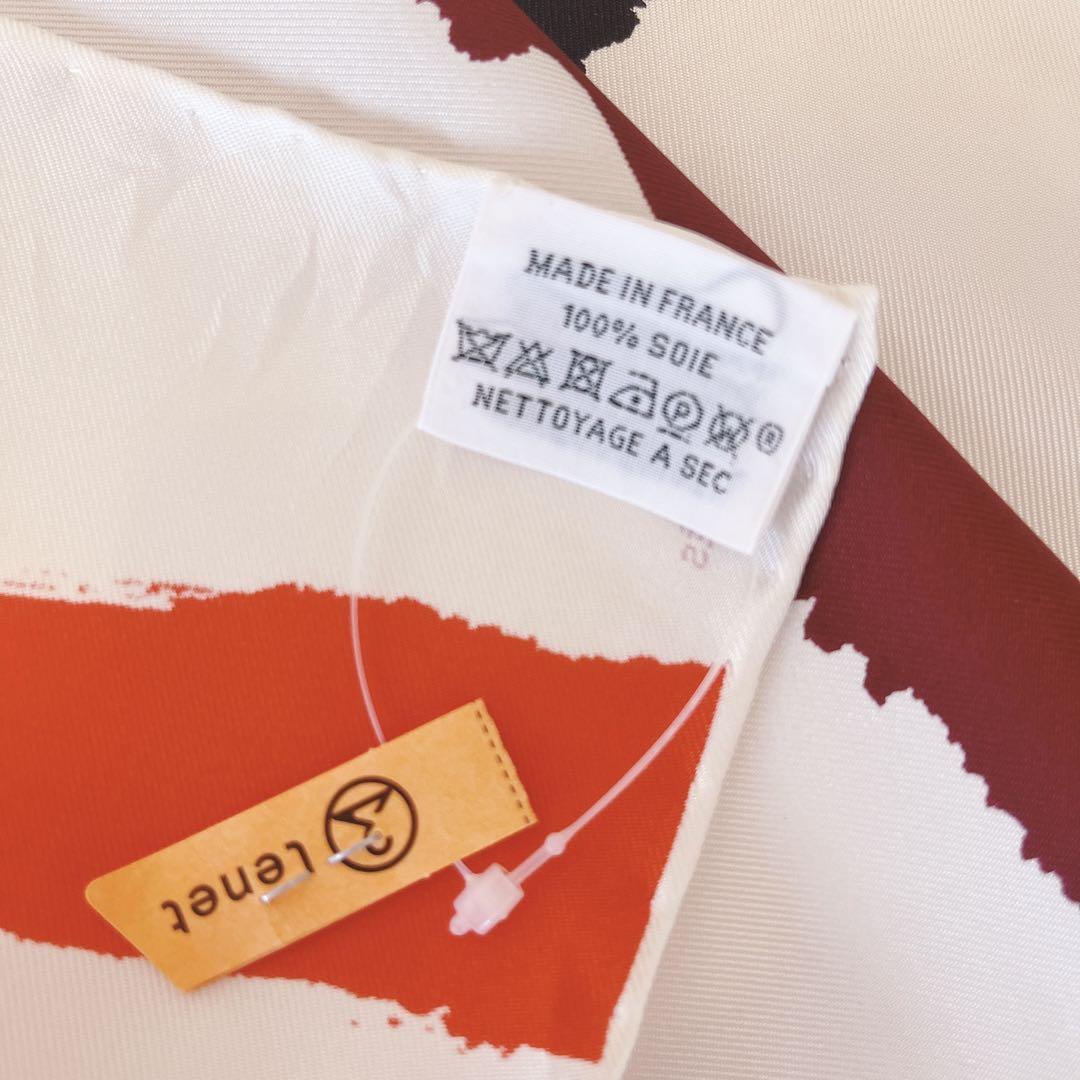 MADE IN FRANCE
100% SOIE
P ®
NETTOYAGE À SEC
lenet